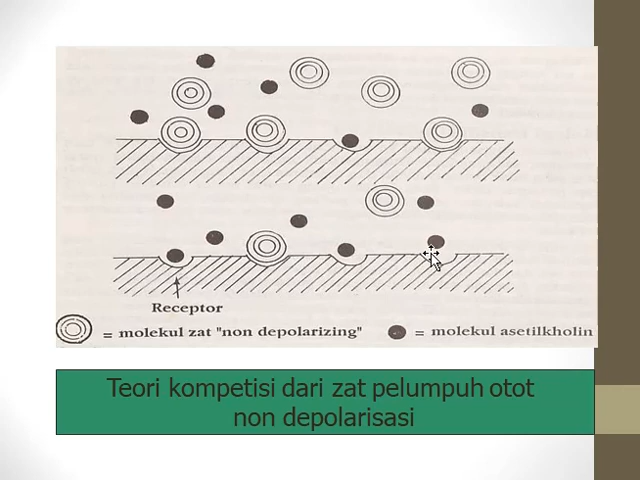 Receptor
= molekul zat "non depolarizing"
= molekul asetilkholin
Teori kompetisi dari zat pelumpuh otot
non depolarisasi